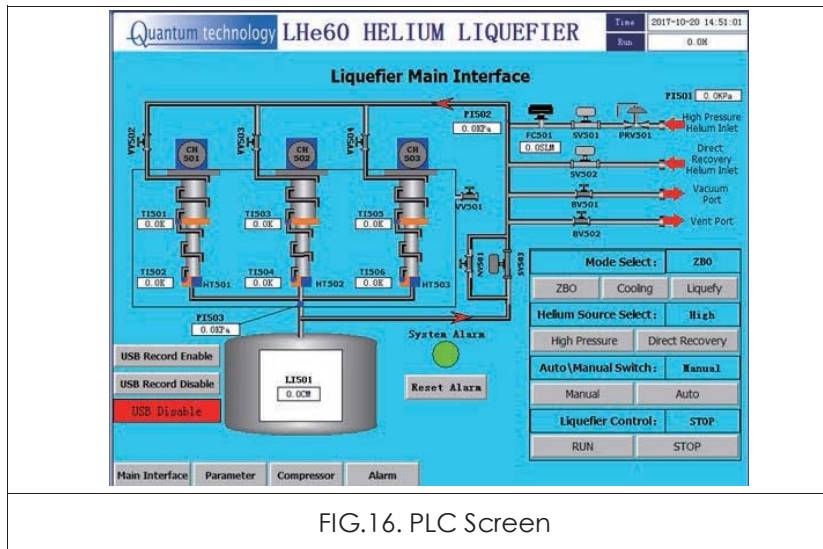 Quantum technology LHe60 HELIUM LIQUEFIER
Time 2017-10-20 14:51:01
Run 0.0H
Liquefier Main Interface
PI501 0.0KPa
High Pressure
Helium Inlet
PI502
0.0KPa
FC501
0.0SLM
SV501
PRV501
Direct
Recovery
Helium Inlet
SV502
Vacuum
Port
BV501
Vent Port
BV502
VV502
VV503
VV504
CH
501
CH
502
CH
503
VV501
TI501
0.0K
TI503
0.0K
TI505
0.0K
TI502
0.0K
HT501
TI504
0.0K
HT502
TI506
0.0K
HT503
NV501
SV503
PI503
0.0KPa
LI501
0.0CM
System Alarm
Reset Alarm
USB Record Enable
USB Record Disable
USB Disable
Mode Select: ZBO
ZBO Cooling Liquefy
Helium Source Select: High
High Pressure Direct Recovery
Auto\Manual Switch: Manual
Manual Auto
Liquefier Control: STOP
RUN STOP
Main Interface Parameter Compressor Alarm
FIG.16. PLC Screen